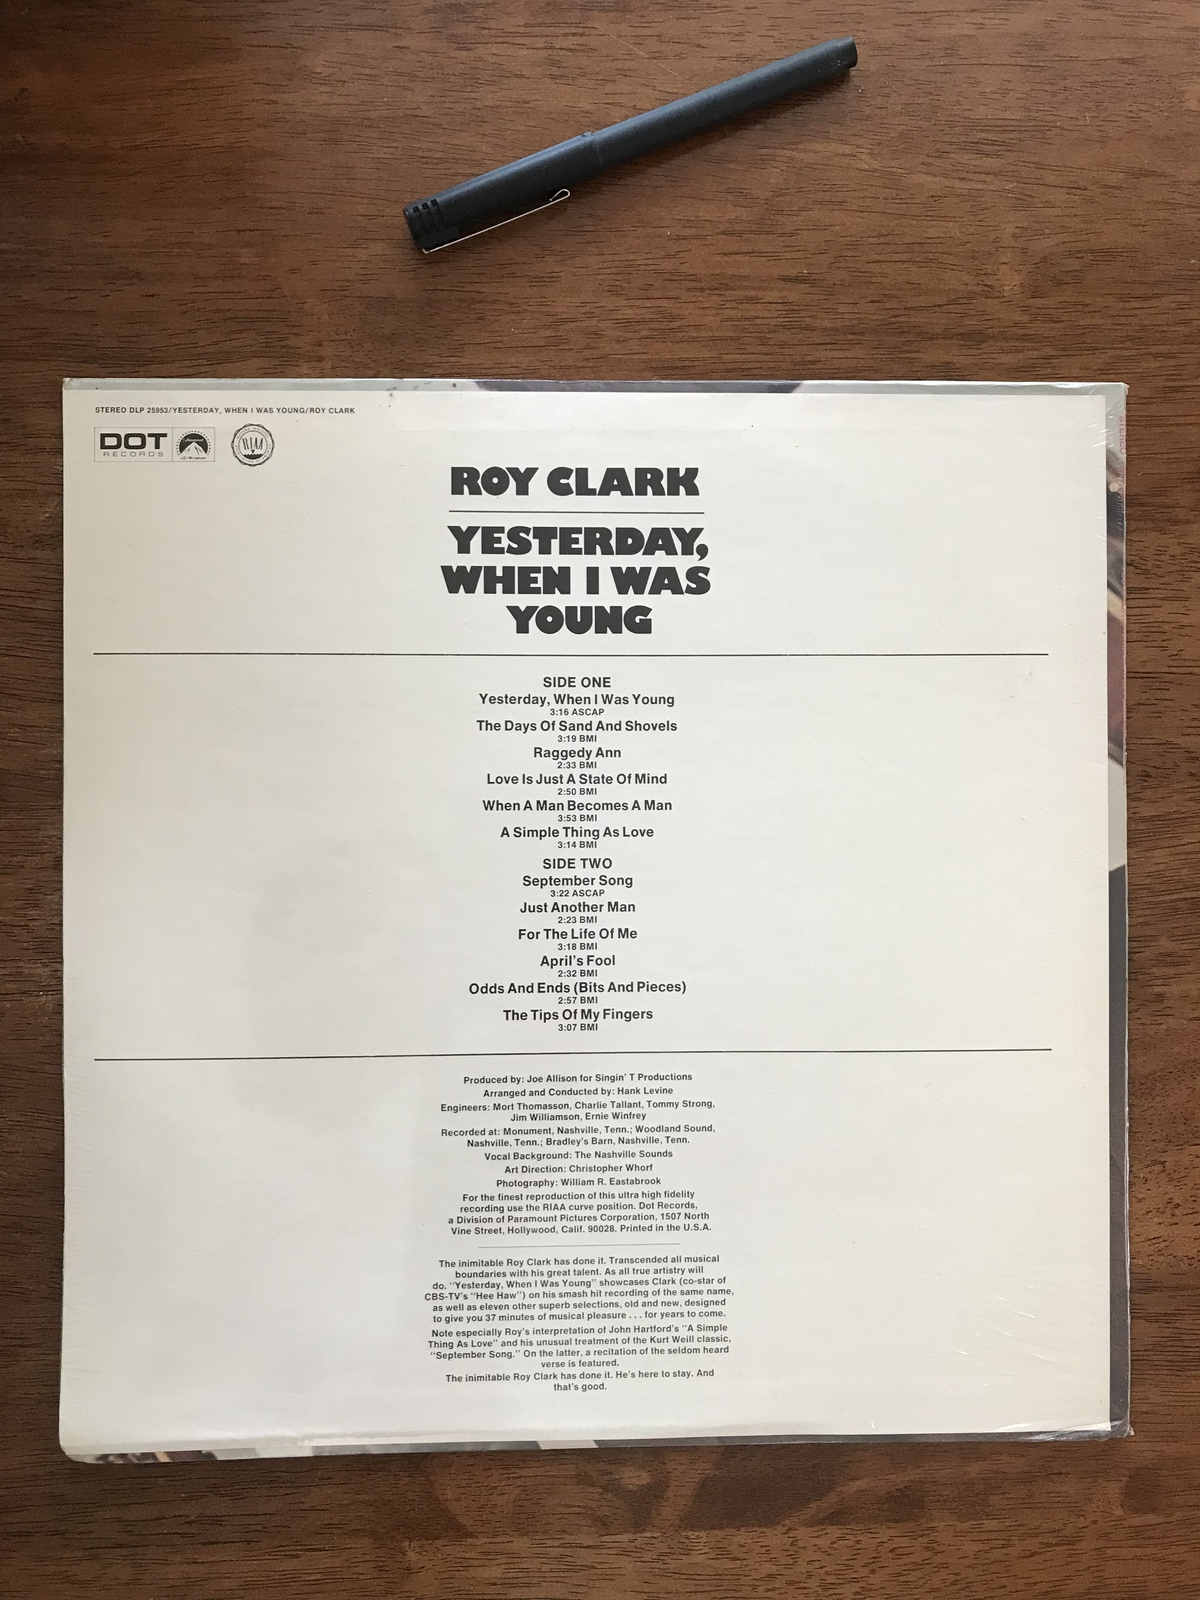 STEREO DLP 25953/YESTERDAY, WHEN I WAS YOUNG/ROY CLARK
DOT
RECORDS
Paramount
RIAA
ROY CLARK
YESTERDAY,
WHEN I WAS
YOUNG
SIDE ONE
Yesterday, When I Was Young
3:16 ASCAP
The Days Of Sand And Shovels
3:19 BMI
Raggedy Ann
2:33 BMI
Love Is Just A State Of Mind
2:50 BMI
When A Man Becomes A Man
3:53 BMI
A Simple Thing As Love
3:14 BMI
SIDE TWO
September Song
3:22 ASCAP
Just Another Man
2:23 BMI
For The Life Of Me
3:18 BMI
April's Fool
2:32 BMI
Odds And Ends (Bits And Pieces)
2:57 BMI
The Tips Of My Fingers
3:07 BMI
Produced by: Joe Allison for Singin' T Productions
Arranged and Conducted by: Hank Levine
Engineers: Mort Thomasson, Charlie Tallant, Tommy Strong,
Jim Williamson, Ernie Winfrey
Recorded at: Monument, Nashville, Tenn.; Woodland Sound,
Nashville, Tenn.; Bradley's Barn, Nashville, Tenn.
Vocal Background: The Nashville Sounds
Art Direction: Christopher Whorf
Photography: William R. Eastabrook
For the finest reproduction of this ultra high fidelity
recording use the RIAA curve position. Dot Records,
a Division of Paramount Pictures Corporation, 1507 North
Vine Street, Hollywood, Calif. 90028. Printed in the U.S.A.
The inimitable Roy Clark has done it. Transcended all musical
boundaries with his great talent. As all true artistry will
do. "Yesterday, When I Was Young" showcases Clark (co-star of
CBS-TV's "Hee Haw") on his smash hit recording of the same name,
as well as eleven other superb selections, old and new, designed
to give you 37 minutes of musical pleasure . . . for years to come.
Note especially Roy's interpretation of John Hartford's "A Simple
Thing As Love" and his unusual treatment of the Kurt Weill classic,
"September Song." On the latter, a recitation of the seldom heard
verse is featured.
The inimitable Roy Clark has done it. He's here to stay. And
that's good.